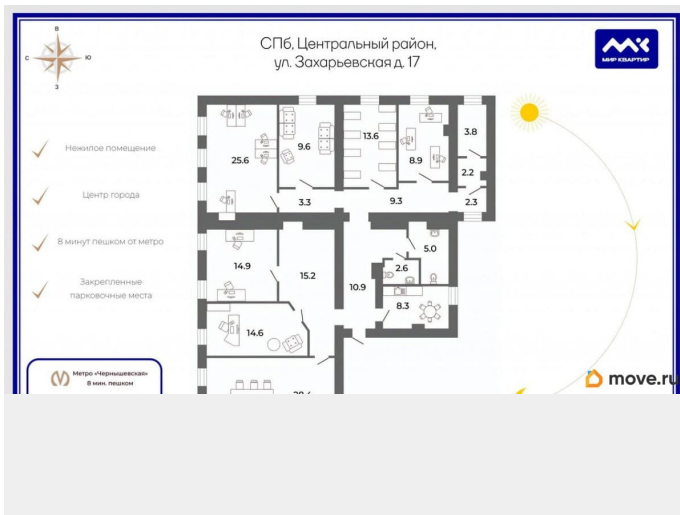 СПб, Центральный район,
ул. Захарьевская д. 17
МИР КВАРТИР
В
С
Ю
З
Нежилое помещение
Центр города
8 минут пешком от метро
Закрепленные
парковочные места
Метро «Чернышевская»
8 мин. пешком
25.6
9.6
13.6
8.9
3.8
2.2
2.3
3.3
9.3
14.9
15.2
10.9
5.0
2.6
8.3
14.6
move.ru